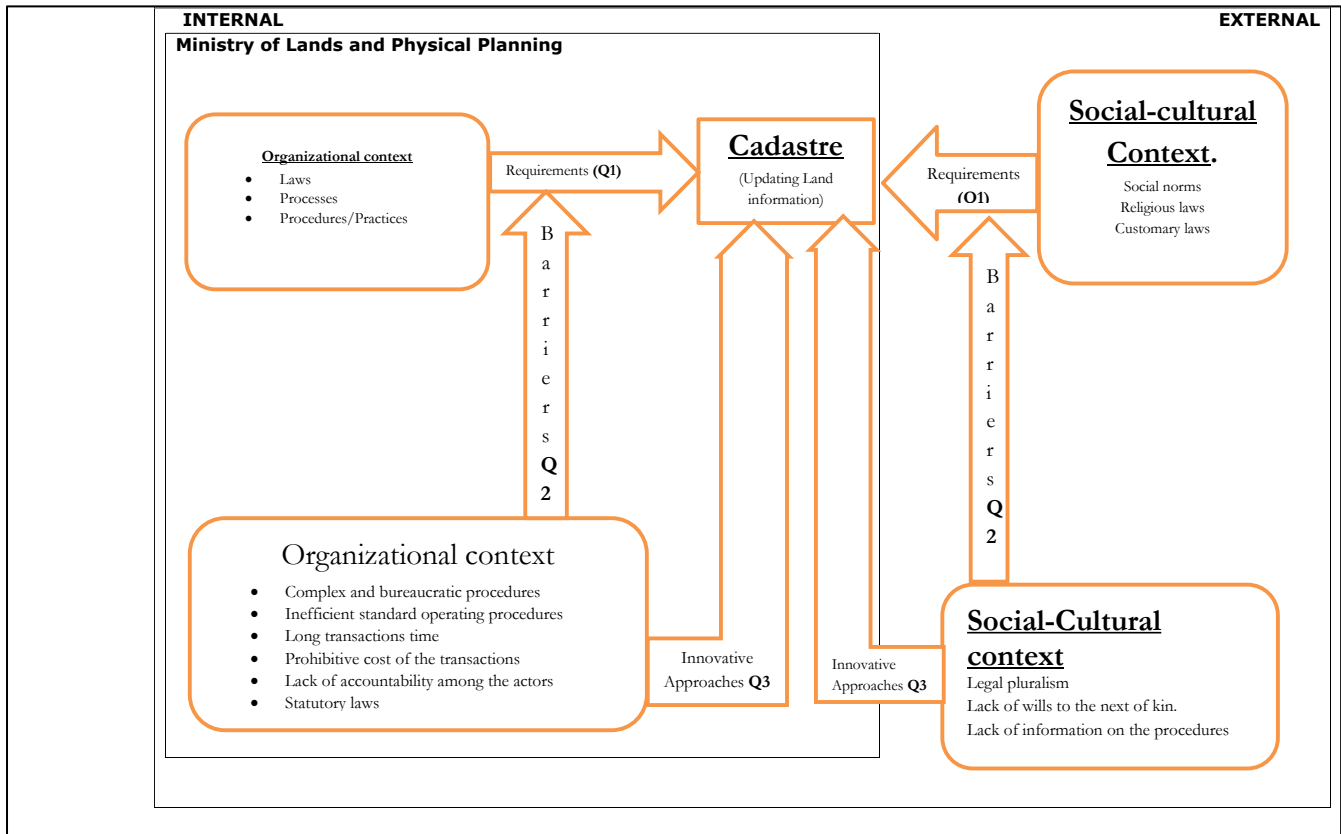 INTERNAL
EXTERNAL
Ministry of Lands and Physical Planning
Organizational context
• Laws
• Processes
• Procedures/Practices
Requirements (Q1)
Cadastre
(Updating Land
information)
Requirements
(Q1)
Social-cultural
Context.
Social norms
Religious laws
Customary laws
Barriers Q2
Barriers Q2
Organizational context
• Complex and bureaucratic procedures
• Inefficient standard operating procedures
• Long transactions time
• Prohibitive cost of the transactions
• Lack of accountability among the actors
• Statutory laws
Innovative
Approaches Q3
Innovative
Approaches Q3
Social-Cultural
context
Legal pluralism
Lack of wills to the next of kin.
Lack of information on the procedures